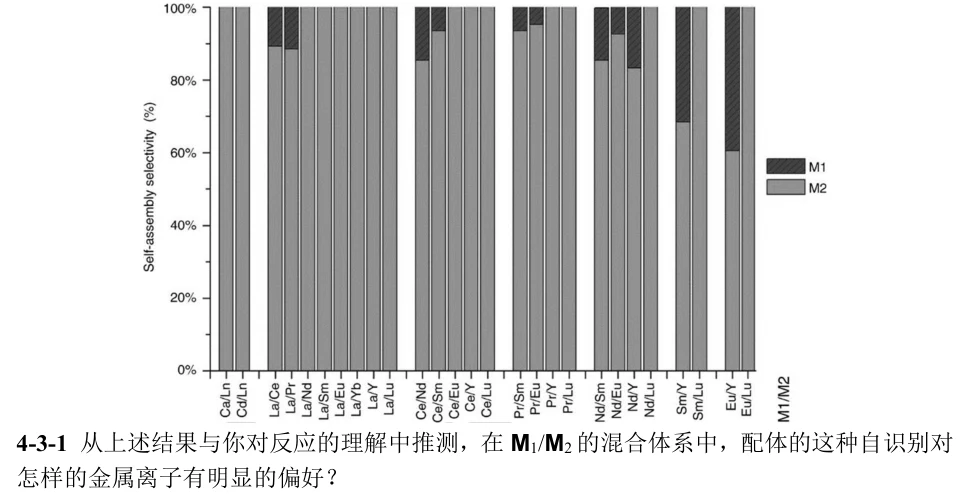 100%
80%
60%
40%
20%
0%
Self-assembly selectivity (%)
M1
M2
Ca/Ln
Cd/Ln
La/Ce
La/Pr
La/Nd
La/Sm
La/Eu
La/Yb
La/Y
La/Lu
Ce/Nd
Ce/Sm
Ce/Eu
Ce/Y
Ce/Lu
Pr/Sm
Pr/Eu
Pr/Y
Pr/Lu
Nd/Sm
Nd/Eu
Nd/Y
Nd/Lu
Sm/Y
Sm/Lu
Eu/Y
Eu/Lu
M1/M2
4-3-1 从上述结果与你对反应的理解中推测，在 M₁/M₂ 的混合体系中，配体的这种自识别对
怎样的金属离子有明显的偏好？